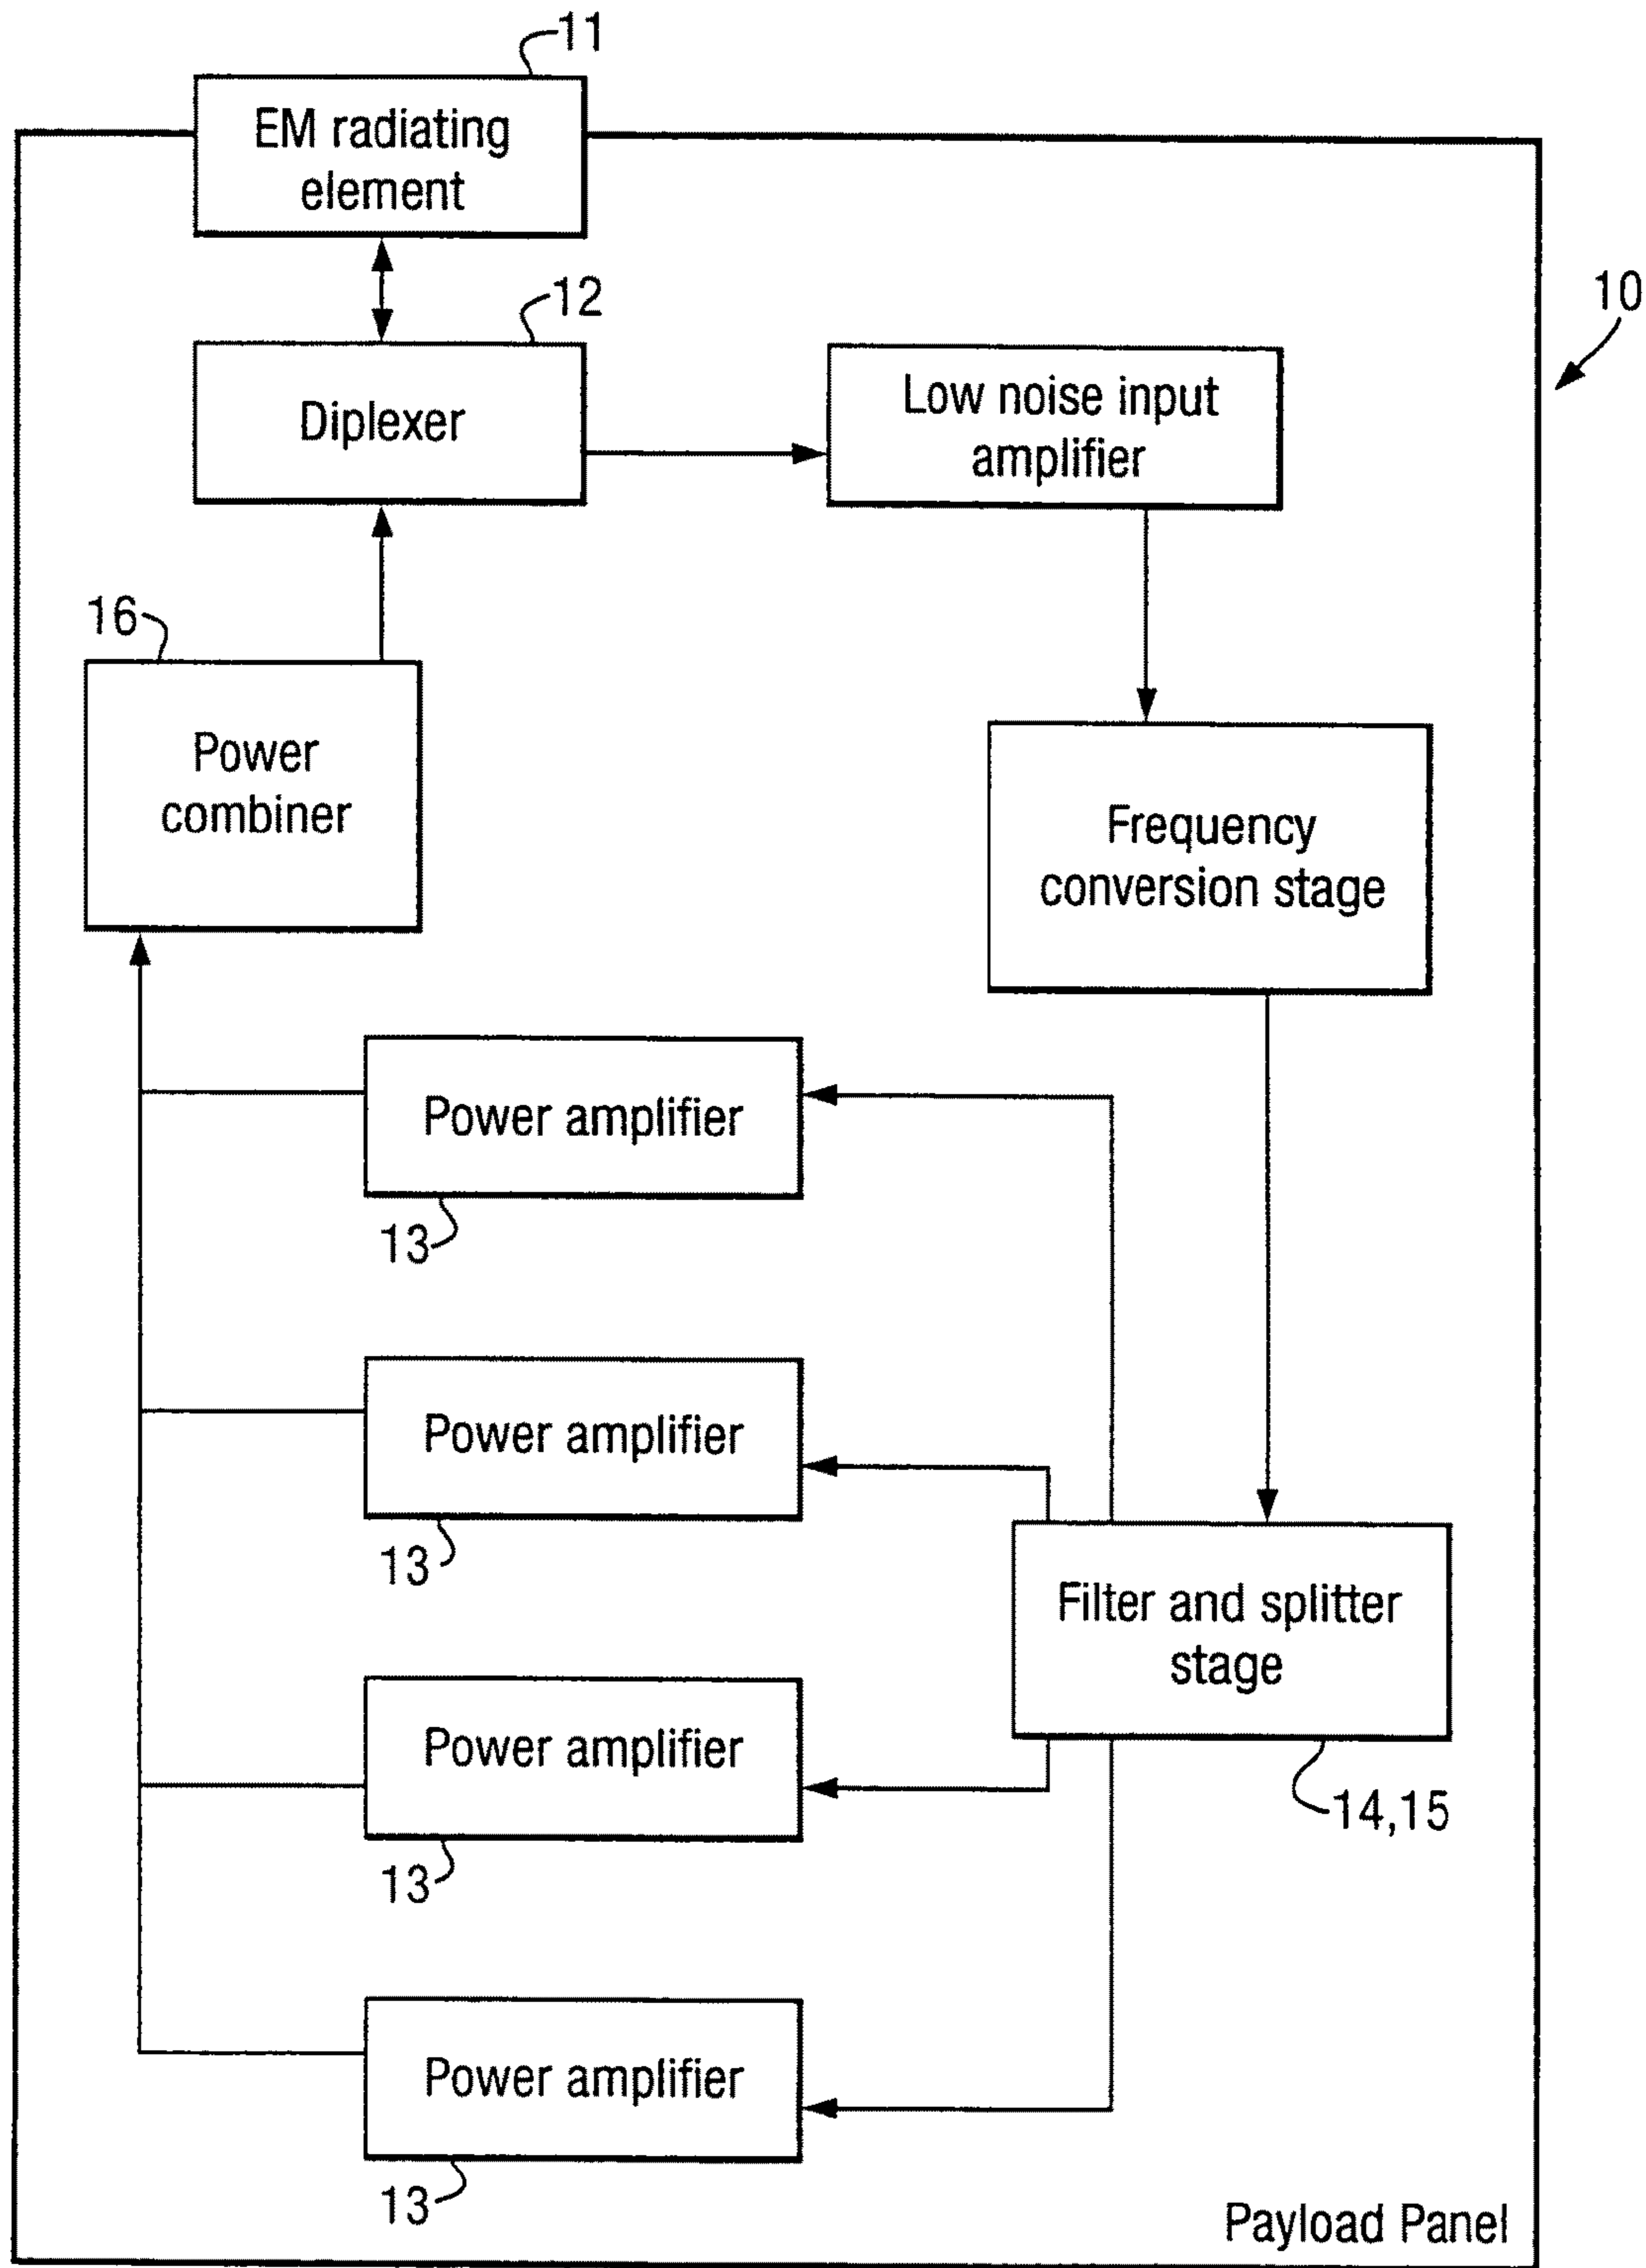 11
EM radiating
element
12
10
Diplexer
Low noise input
amplifier
16
Power
combiner
Frequency
conversion stage
Power amplifier
13
Power amplifier
13
Filter and splitter
stage
14,15
Power amplifier
13
Power amplifier
13
Payload Panel